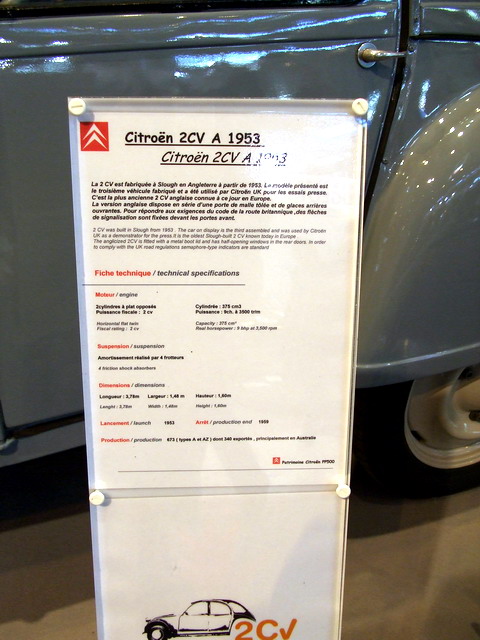 Citroën 2CV A 1953
Citroën 2CV A 1953
La 2 CV est fabriquée à Slough en Angleterre à partir de 1953. Le modèle présenté est
le troisième véhicule fabriqué et a été utilisé par Citroën UK pour les essais presse.
C'est la plus ancienne 2 CV anglaise connue à ce jour en Europe.
La version anglaise dispose en série d'une porte de malle tôlée et de glaces arrières
ouvrantes. Pour répondre aux exigences du code de la route britannique ,des flèches
de signalisation sont fixées devant les portes avant.
2 CV was built in Slough from 1953 . The car on display is the third assembled and was used by Citroën
UK as a demonstrator for the press.It is the oldest Slough-built 2 CV known today in Europe .
The anglicized 2CV is fitted with a metal boot lid and has half-opening windows in the rear doors. In order
to comply with the UK road regulations semaphore-type indicators are standard
Fiche technique / technical specifications
Moteur / engine
2cylindres à plat opposés Cylindrée : 375 cm3
Puissance fiscale : 2 cv Puissance : 9ch. à 3500 trim
Horizontal flat twin Capacity : 375 cm³
Fiscal rating : 2 cv Real horsepower : 9 bhp at 3,500 rpm
Suspension / suspension
Amortissement réalisé par 4 frotteurs
4 friction shock absorbers
Dimensions / dimensions
Longueur : 3,78m Largeur : 1,48 m Hauteur : 1,60m
Lenght : 3,78m Width : 1,48m Height : 1,60m
Lancement / launch 1953 Arrêt / production end 1959
Production / production 673 ( types A et AZ ) dont 340 exportés , principalement en Australie
Patrimoine Citroën PP500
2CV